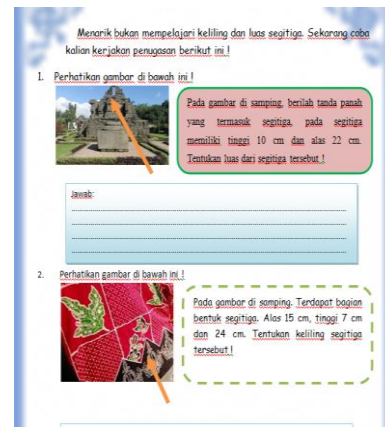 Menarik bukan mempelajari keliling dan luas segitiga. Sekarang coba
kalian kerjakan penugasan berikut ini !
1. Perhatikan gambar di bawah ini !
Pada gambar di samping, berilah tanda panah
yang termasuk segitiga, pada segitiga
memiliki tinggi 10 cm dan alas 22 cm.
Tentukan luas dari segitiga tersebut !
Jawab:
2. Perhatikan gambar di bawah ini !
Pada gambar di samping. Terdapat bagian
bentuk segitiga. Alas 15 cm, tinggi 7 cm
dan 24 cm. Tentukan keliling segitiga
tersebut !